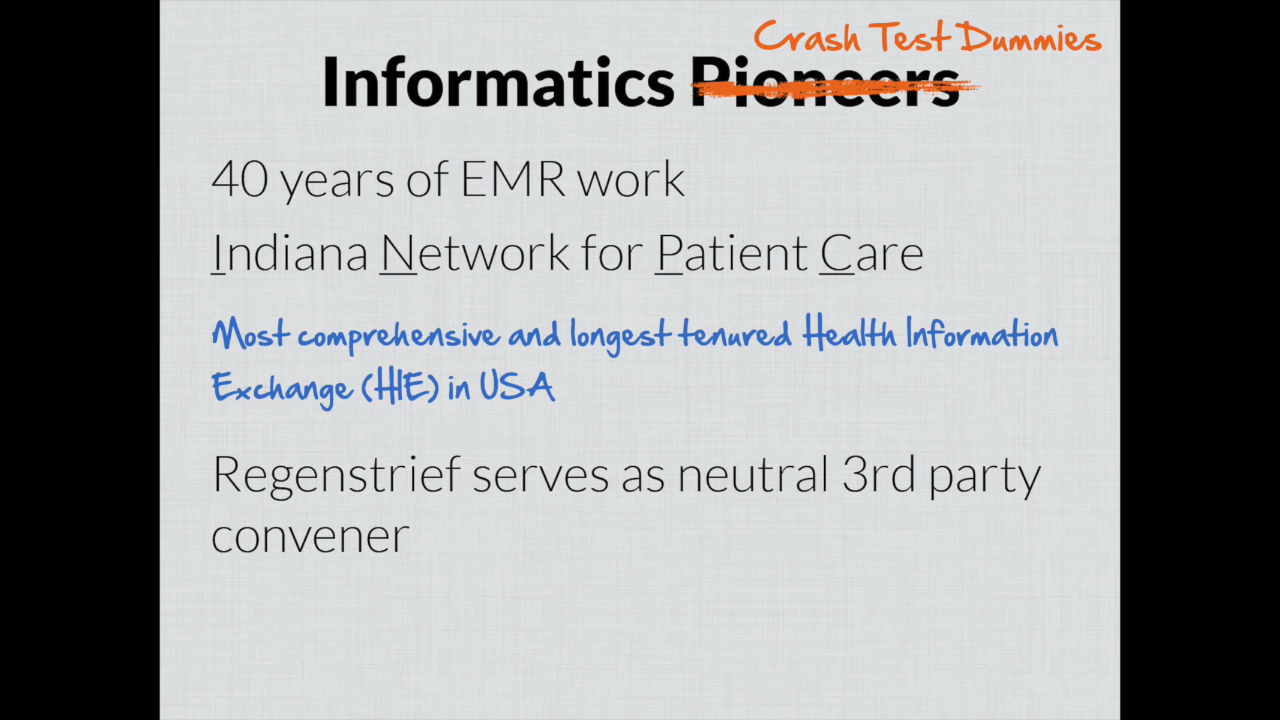 Crash Test Dummies
Informatics Pioneers
40 years of EMR work
Indiana Network for Patient Care
Most comprehensive and longest tenured Health Information
Exchange (HIE) in USA
Regenstrief serves as neutral 3rd party
convener